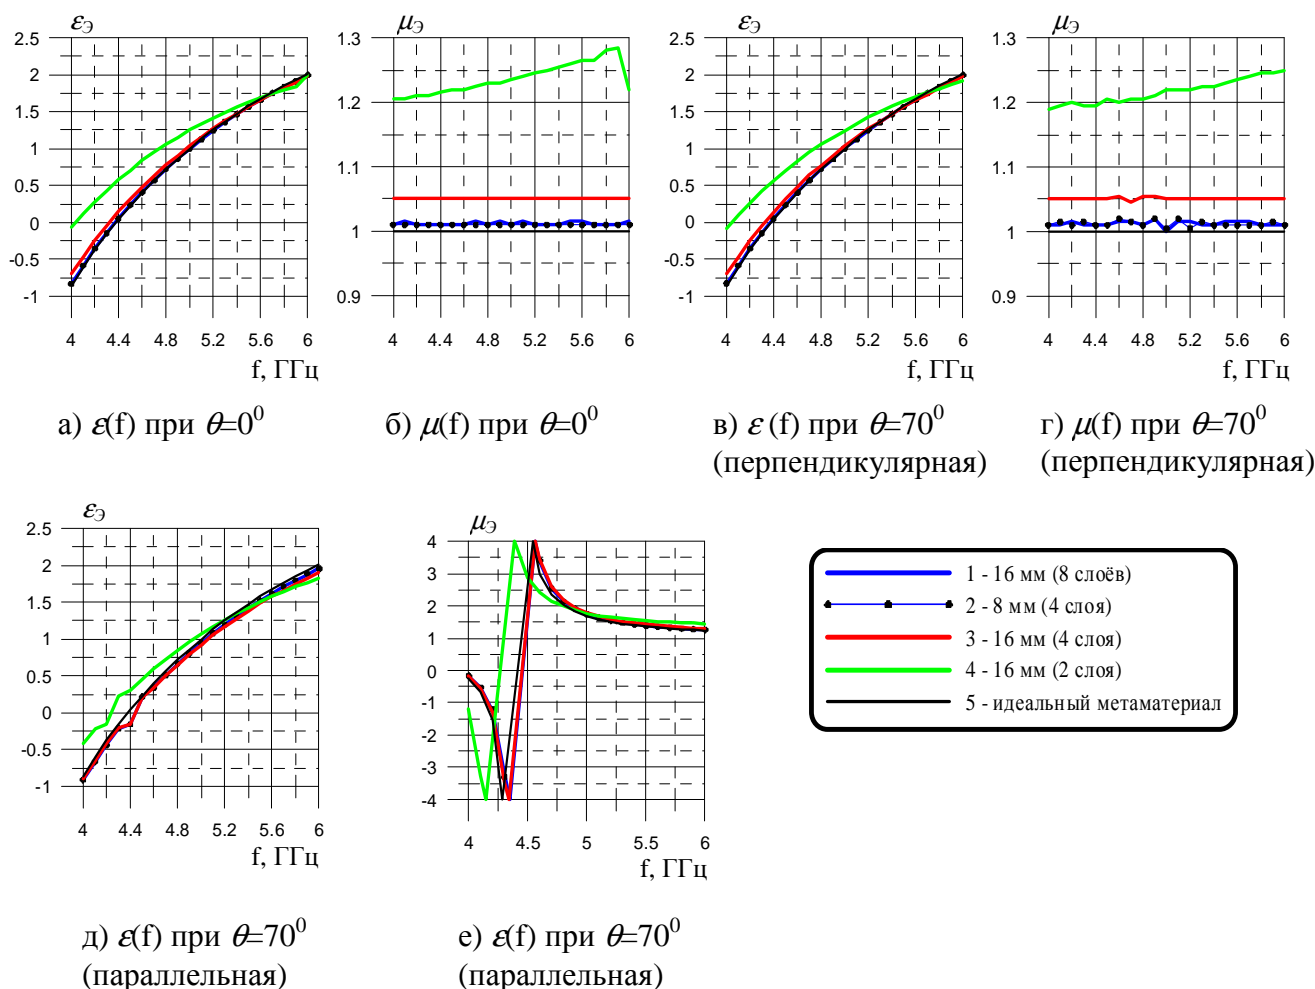 εЭ
2.5
2
1.5
1
0.5
0
-0.5
-1
4 4.4 4.8 5.2 5.6 6
f, ГГц
а) ε(f) при θ=0⁰
μЭ
1.3
1.2
1.1
1
0.9
4 4.4 4.8 5.2 5.6 6
f, ГГц
б) μ(f) при θ=0⁰
εЭ
2.5
2
1.5
1
0.5
0
-0.5
-1
4 4.4 4.8 5.2 5.6 6
f, ГГц
в) ε (f) при θ=70⁰
(перпендикулярная)
μЭ
1.3
1.2
1.1
1
0.9
4 4.4 4.8 5.2 5.6 6
f, ГГц
г) μ(f) при θ=70⁰
(перпендикулярная)
εЭ
2.5
2
1.5
1
0.5
0
-0.5
-1
4 4.4 4.8 5.2 5.6 6
f, ГГц
д) ε(f) при θ=70⁰
(параллельная)
μЭ
4
3
2
1
0
-1
-2
-3
-4
4 4.5 5 5.5 6
f, ГГц
е) ε(f) при θ=70⁰
(параллельная)
1 - 16 мм (8 слоёв)
2 - 8 мм (4 слоя)
3 - 16 мм (4 слоя)
4 - 16 мм (2 слоя)
5 - идеальный метаматериал